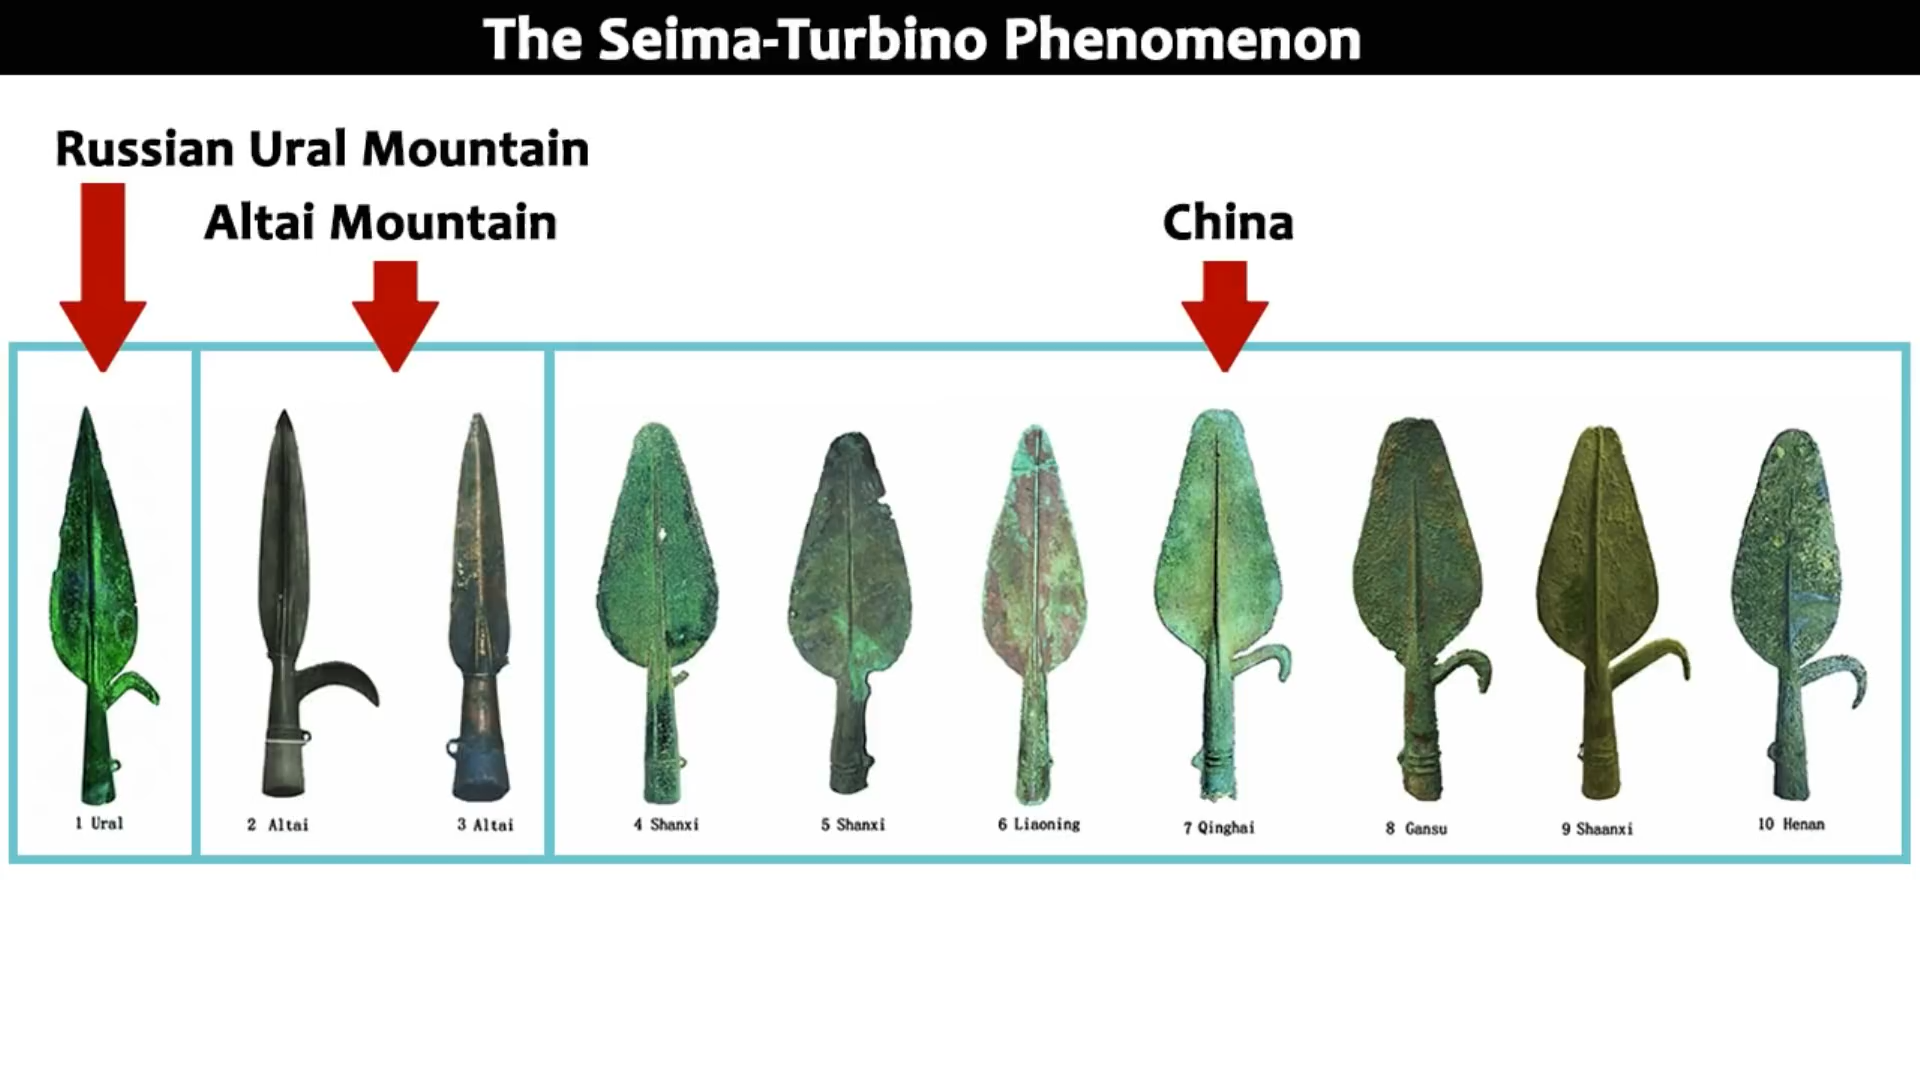 The Seima-Turbino Phenomenon
Russian Ural Mountain
Altai Mountain
China
1 Ural
2 Altai
3 Altai
4 Shanxi
5 Shanxi
6 Liaoning
7 Qinghai
8 Gansu
9 Shaanxi
10 Henan